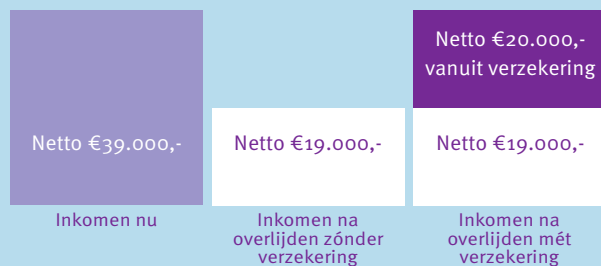 Netto €20.000,-
vanuit verzekering
Netto €39.000,-
Netto €19.000,-
Netto €19.000,-
Inkomen nu
Inkomen na
overlijden zónder
verzekering
Inkomen na
overlijden mét
verzekering